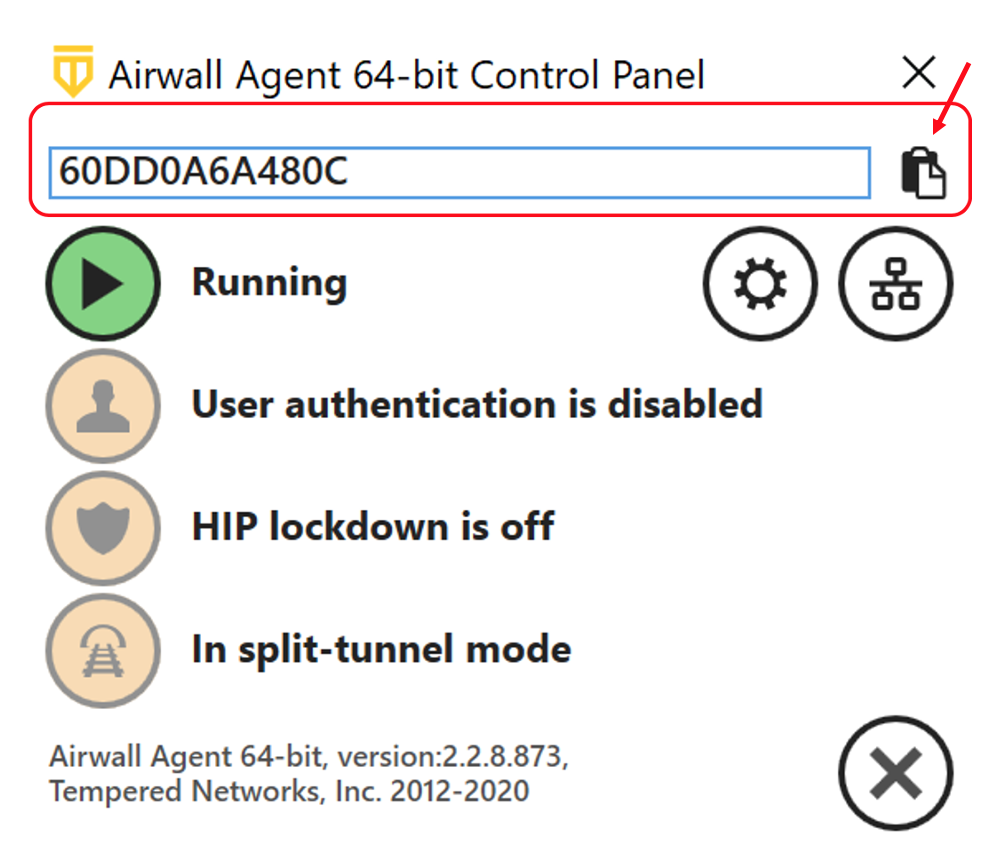 Airwall Agent 64-bit Control Panel
60DD0A6A480C
Running
User authentication is disabled
HIP lockdown is off
In split-tunnel mode
Airwall Agent 64-bit, version:2.2.8.873,
Tempered Networks, Inc. 2012-2020